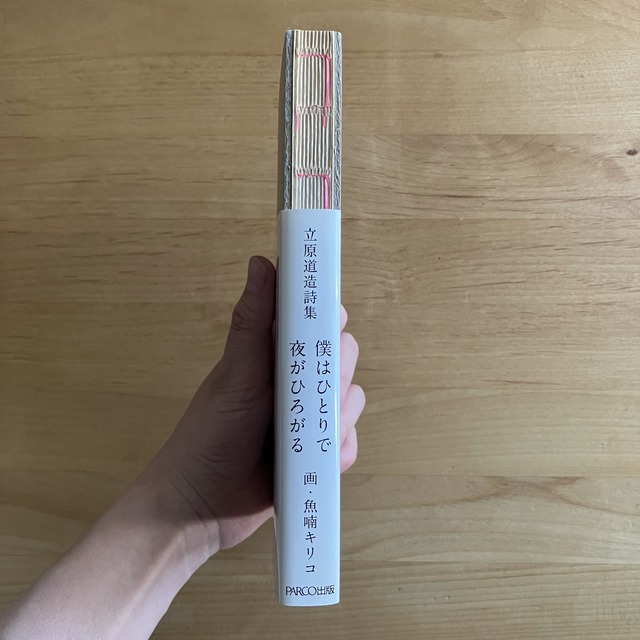 立原道造詩集
僕はひとりで
夜がひろがる
画・魚喃キリコ
PARCO出版